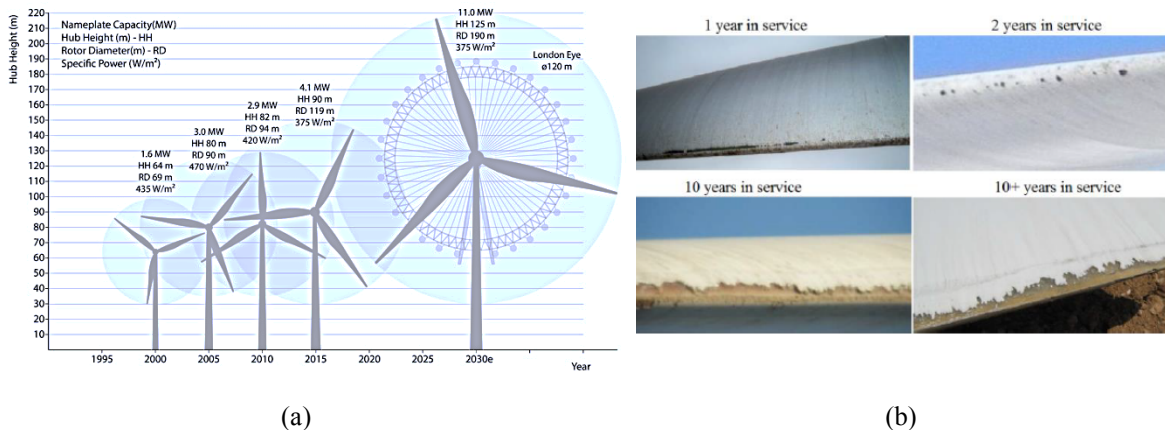 Nameplate Capacity(MW)
Hub Height (m) - HH
Rotor Diameter(m) - RD
Specific Power (W/m²)
Hub Height (m)
220
210
200
190
180
170
160
150
140
130
120
110
100
90
80
70
60
50
40
30
20
10
1.6 MW
HH 64 m
RD 69 m
435 W/m²
3.0 MW
HH 80 m
RD 90 m
470 W/m²
2.9 MW
HH 82 m
RD 94 m
420 W/m²
4.1 MW
HH 90 m
RD 119 m
375 W/m²
11.0 MW
HH 125 m
RD 190 m
375 W/m²
London Eye
ø120 m
1995
2000
2005
2010
2015
2020
2025
2030e
Year
(a)
1 year in service
2 years in service
10 years in service
10+ years in service
(b)